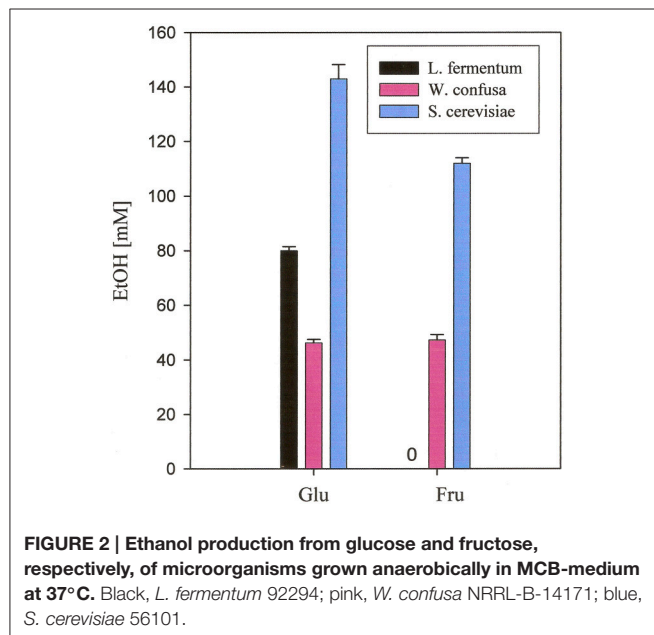 160
140
120
100
80
60
40
20
0
EtOH [mM]
L. fermentum
W. confusa
S. cerevisiae
0
Glu
Fru
FIGURE 2 | Ethanol production from glucose and fructose,
respectively, of microorganisms grown anaerobically in MCB-medium
at 37°C. Black, L. fermentum 92294; pink, W. confusa NRRL-B-14171; blue,
S. cerevisiae 56101.